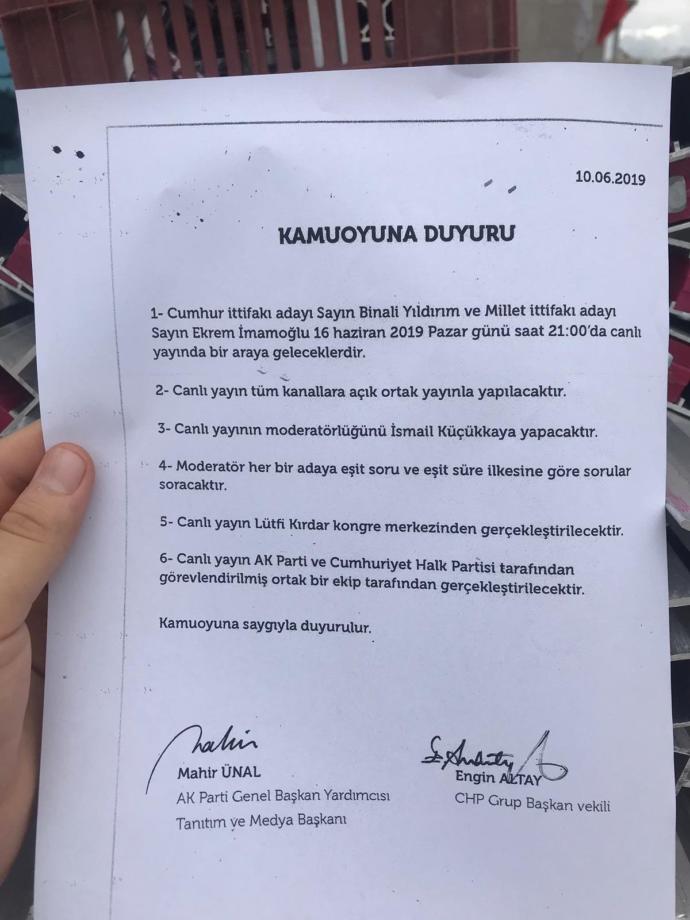 10.06.2019
KAMUOYUNA DUYURU
1- Cumhur ittifakı adayı Sayın Binali Yıldırım ve Millet ittifakı adayı
Sayın Ekrem İmamoğlu 16 haziran 2019 Pazar günü saat 21:00'da canlı
yayında bir araya geleceklerdir.
2- Canlı yayın tüm kanallara açık ortak yayınla yapılacaktır.
3- Canlı yayının moderatörlüğünü İsmail Küçükkaya yapacaktır.
4- Moderatör her bir adaya eşit soru ve eşit süre ilkesine göre sorular
soracaktır.
5- Canlı yayın Lütfi Kırdar kongre merkezinden gerçekleştirilecektir.
6- Canlı yayın AK Parti ve Cumhuriyet Halk Partisi tarafından
görevlendirilmiş ortak bir ekip tarafından gerçekleştirilecektir.
Kamuoyuna saygıyla duyurulur.
Mahir ÜNAL
AK Parti Genel Başkan Yardımcısı
Tanıtım ve Medya Başkanı
Engin ALTAY
CHP Grup Başkan vekili